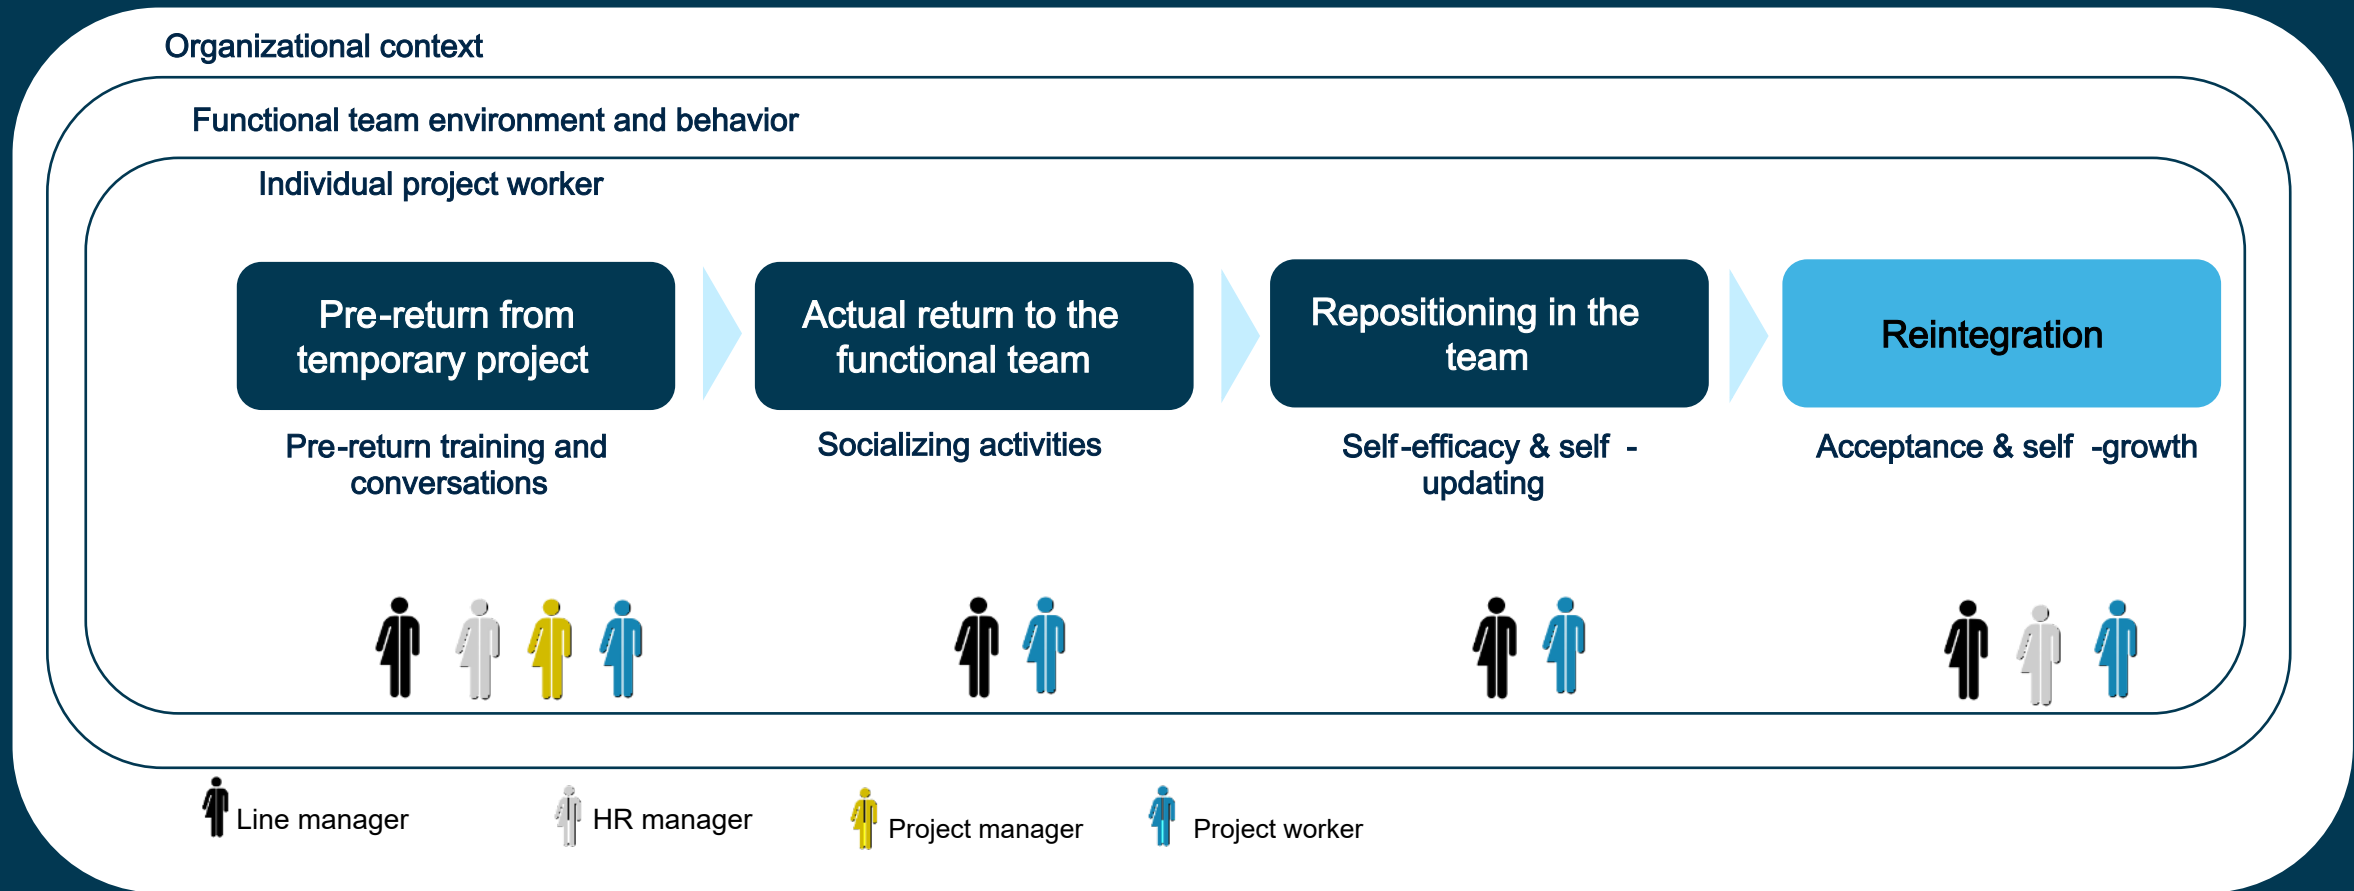 Organizational context
Functional team environment and behavior
Individual project worker
Pre-return from
temporary project
Actual return to the
functional team
Repositioning in the
team
Reintegration
Pre-return training and
conversations
Socializing activities
Self-efficacy & self -
updating
Acceptance & self -growth
Line manager
HR manager
Project manager
Project worker